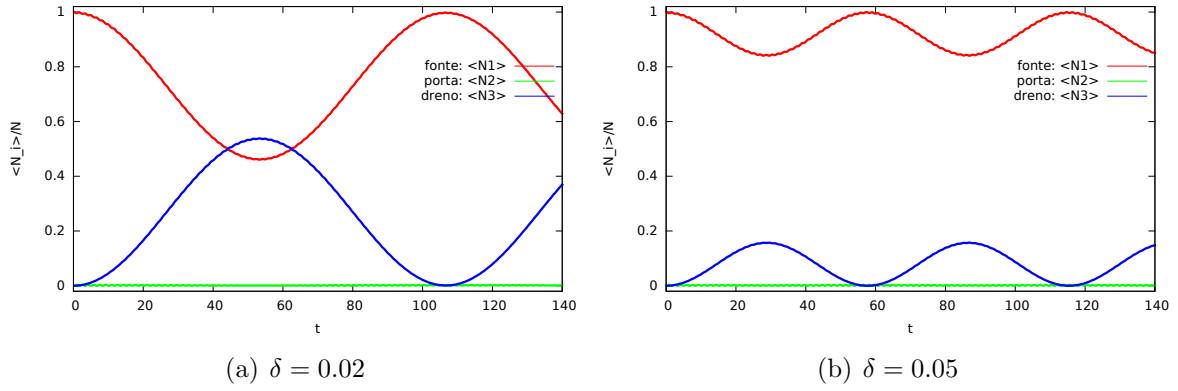 1
0.8
0.6
0.4
0.2
0
0 20 40 60 80 100 120 140
<N_i>/N
t
fonte: <N1>
porta: <N2>
dreno: <N3>
(a) δ = 0.02
1
0.8
0.6
0.4
0.2
0
0 20 40 60 80 100 120 140
<N_i>/N
t
fonte: <N1>
porta: <N2>
dreno: <N3>
(b) δ = 0.05